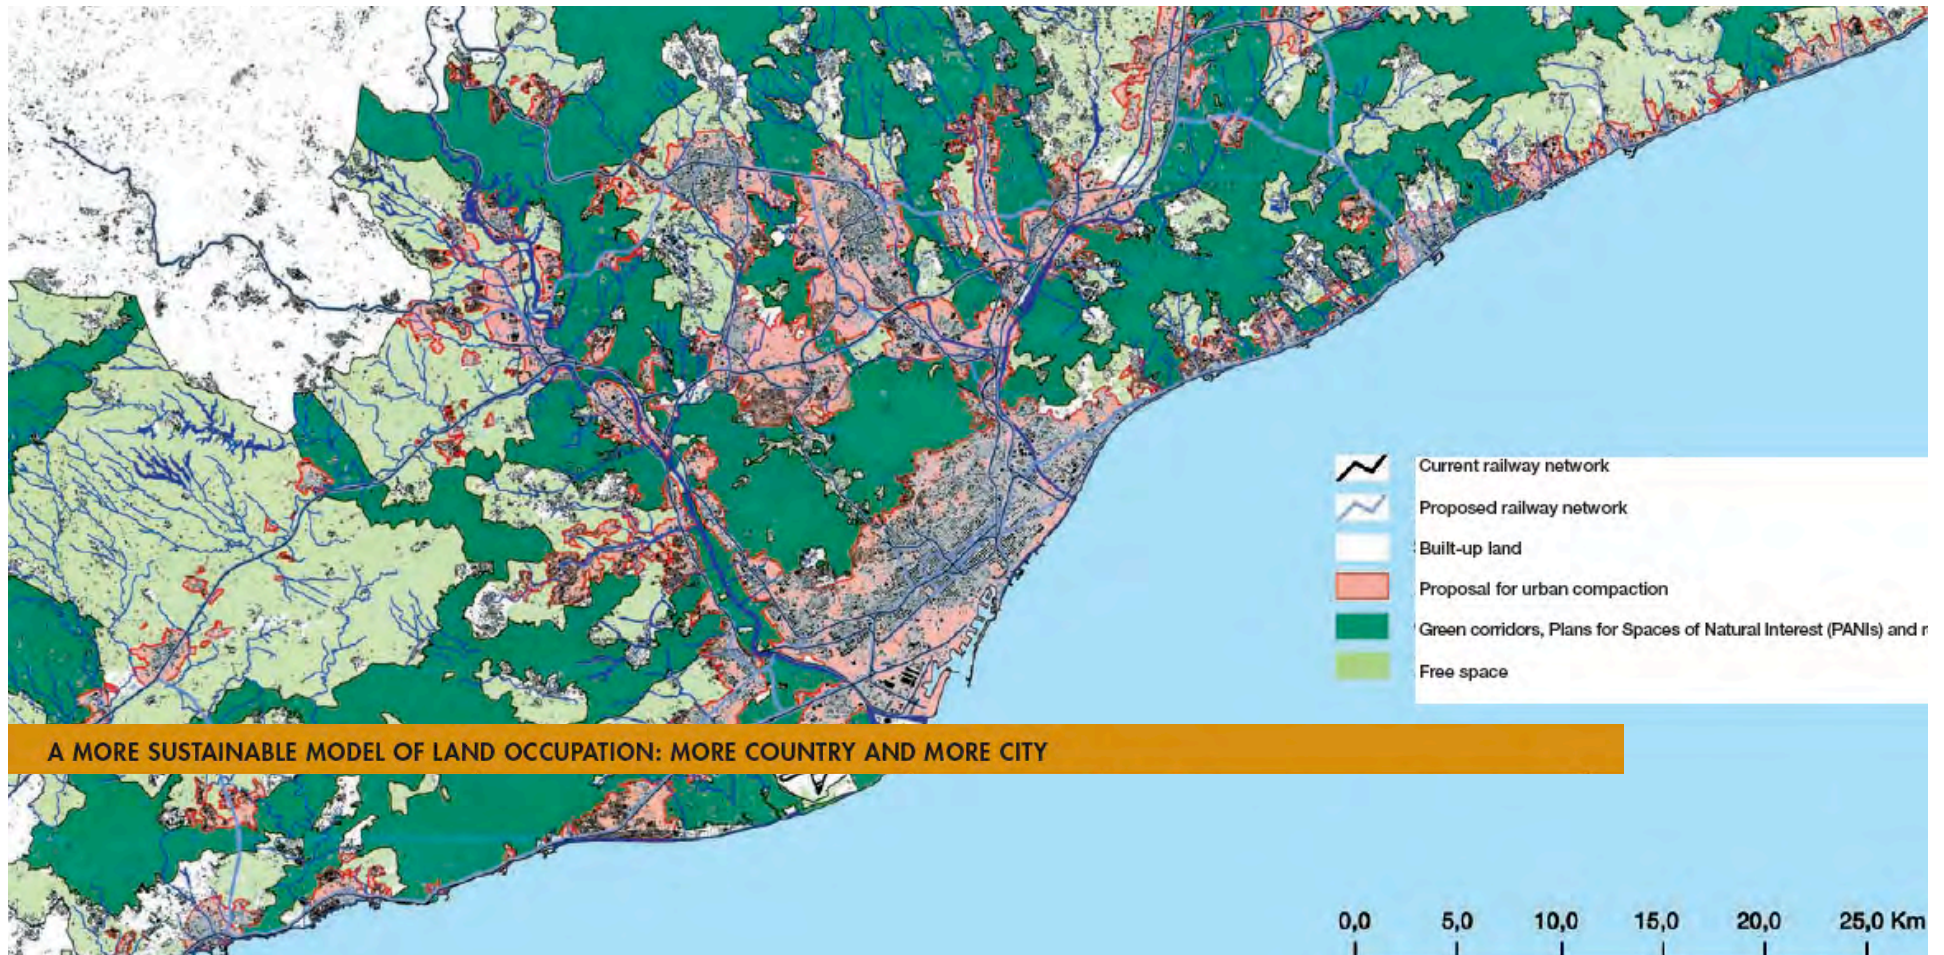 Current railway network
Proposed railway network
Built-up land
Proposal for urban compaction
Green corridors, Plans for Spaces of Natural Interest (PANIs) and r
Free space
A MORE SUSTAINABLE MODEL OF LAND OCCUPATION: MORE COUNTRY AND MORE CITY
0,0 5,0 10,0 15,0 20,0 25,0 Km